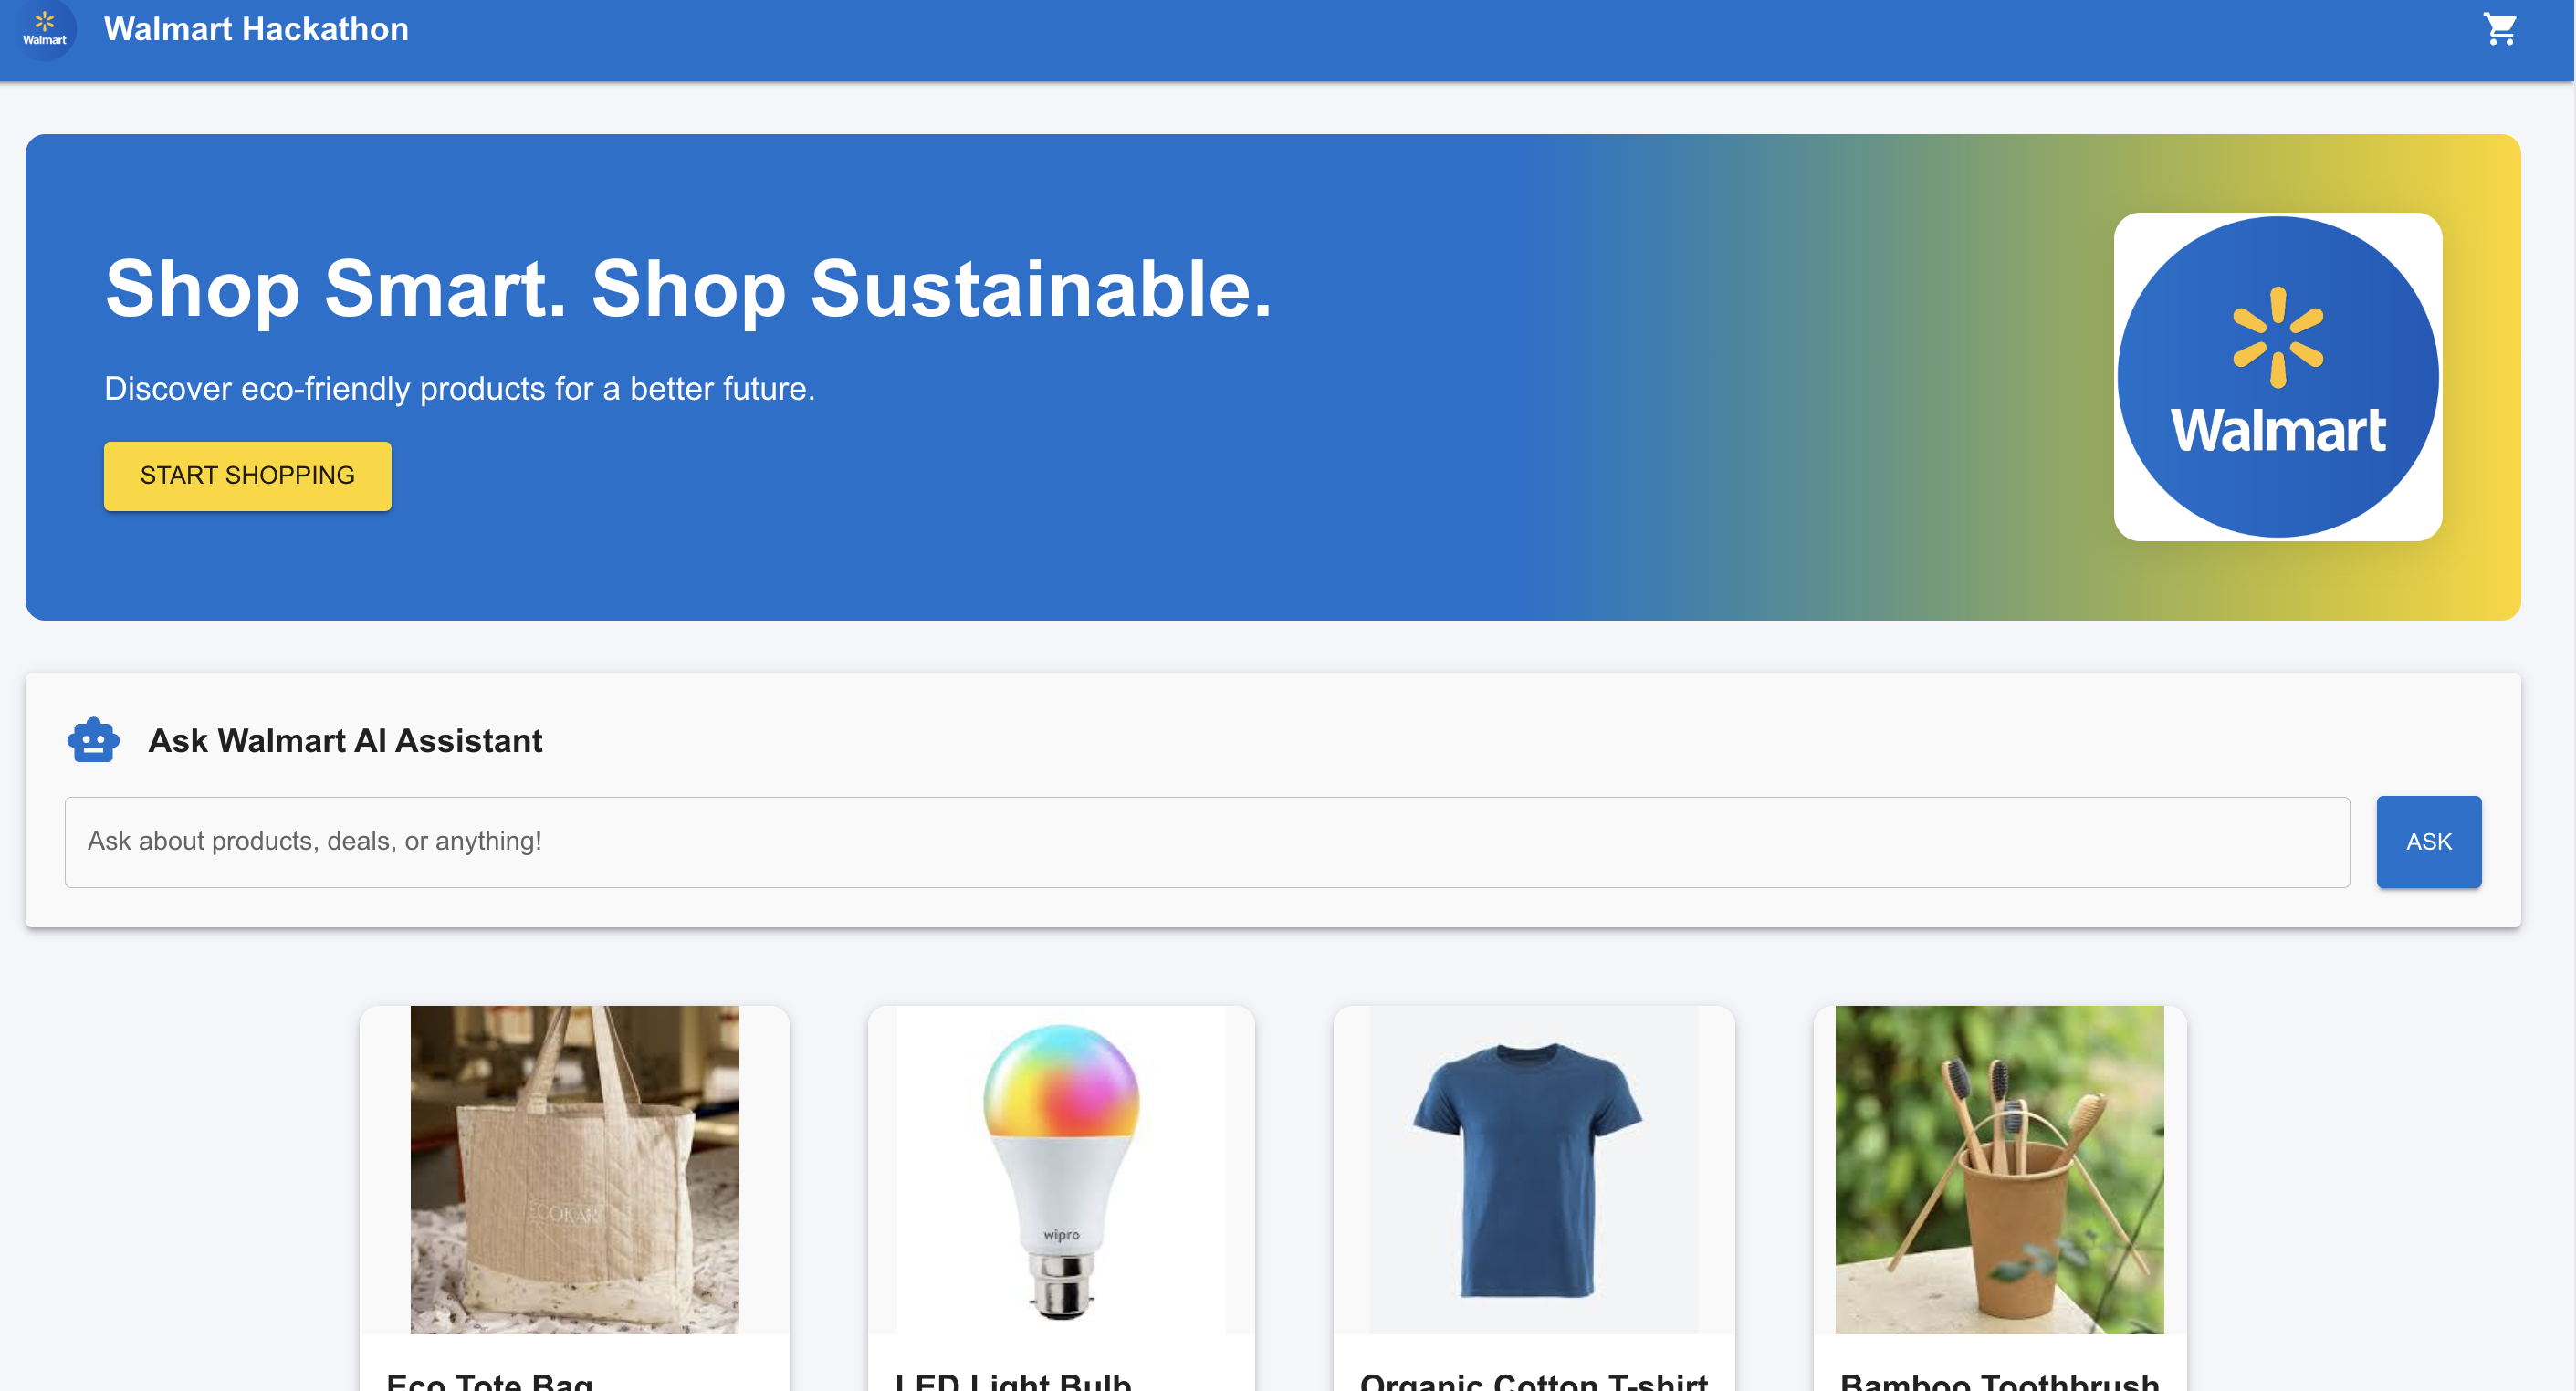 Walmart
Walmart Hackathon
Shop Smart. Shop Sustainable.
Discover eco-friendly products for a better future.
START SHOPPING
Walmart
Ask Walmart AI Assistant
Ask about products, deals, or anything!
ASK
ECOKART
wipro
Eco Tote Bag
LED Light Bulb
Organic Cotton T-shirt
Bamboo Toothbrush